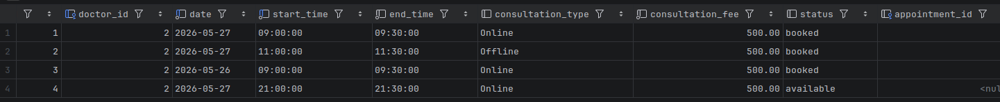 doctor_id date start_time end_time consultation_type consultation_fee status appointment_id
1 1 2 2026-05-27 09:00:00 09:30:00 Online 500.00 booked
2 2 2 2026-05-27 11:00:00 11:30:00 Offline 500.00 booked
3 3 2 2026-05-26 09:00:00 09:30:00 Online 500.00 booked
4 4 2 2026-05-27 21:00:00 21:30:00 Online 500.00 available <nul